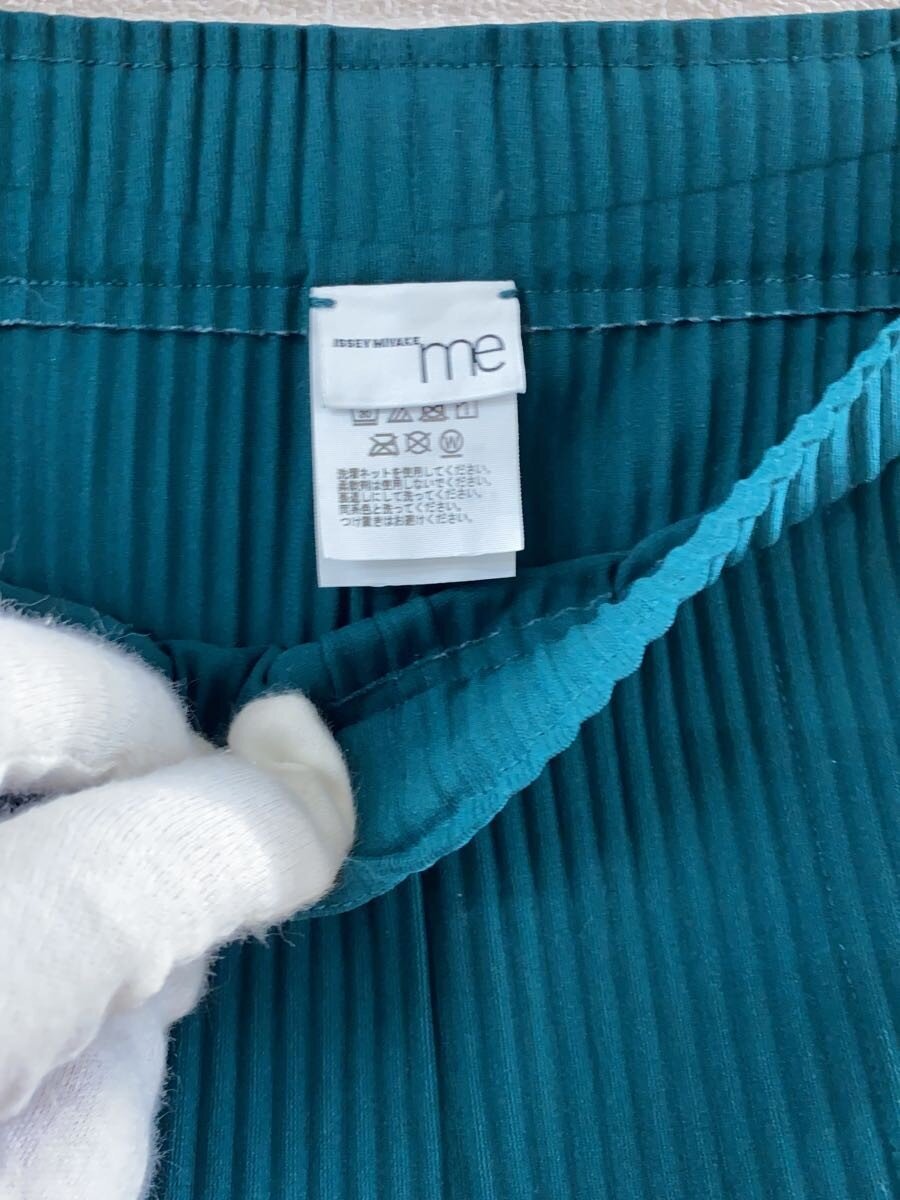 ISSEY MIYAKE me
30
W
洗濯ネットを使用してください。
柔軟剤は使用しないでください。
裏返しにして洗ってください。
同系色と洗ってください。
つけ置きはお避けください。